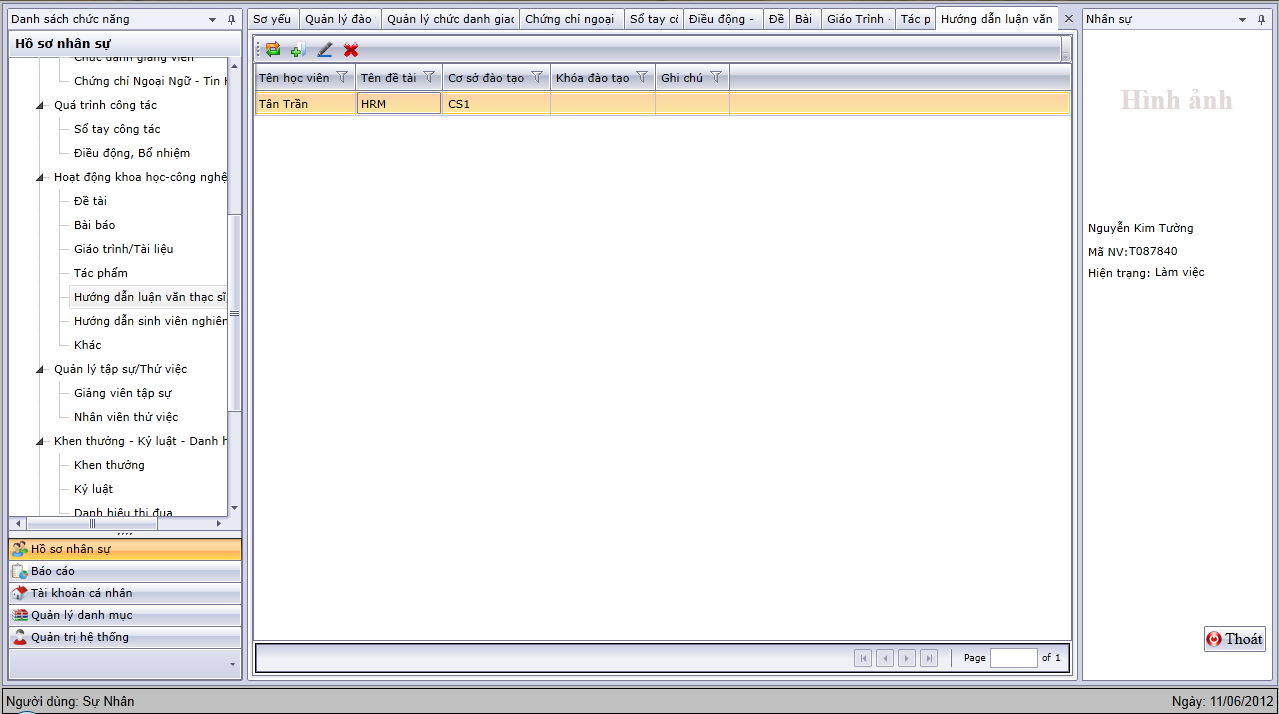 Danh sách chức năng
Hồ sơ nhân sự
Chức danh giảng viên
Chứng chỉ Ngoại Ngữ - Tin H
Quá trình công tác
Sổ tay công tác
Điều động, Bổ nhiệm
Hoạt động khoa học-công nghệ
Đề tài
Bài báo
Giáo trình/Tài liệu
Tác phẩm
Hướng dẫn luận văn thạc sĩ
Hướng dẫn sinh viên nghiên
Khác
Quản lý tập sự/Thử việc
Giảng viên tập sự
Nhân viên thử việc
Khen thưởng - Kỷ luật - Danh h
Khen thưởng
Kỷ luật
Danh hiệu thi đua
Hồ sơ nhân sự
Báo cáo
Tài khoản cá nhân
Quản lý danh mục
Quản trị hệ thống
Sơ yếu Quản lý đào Quản lý chức danh giac Chứng chỉ ngoại Sổ tay cô Điều động - Đề Bài Giáo Trình - Tác p Hướng dẫn luận văn
Tên học viên Tên đề tài Cơ sở đào tạo Khóa đào tạo Ghi chú
Tân Trần HRM CS1
Page of 1
Nhân sự
Hình ảnh
Nguyễn Kim Tường
Mã NV:T087840
Hiện trạng: Làm việc
Thoát
Người dùng: Sự Nhân
Ngày: 11/06/2012